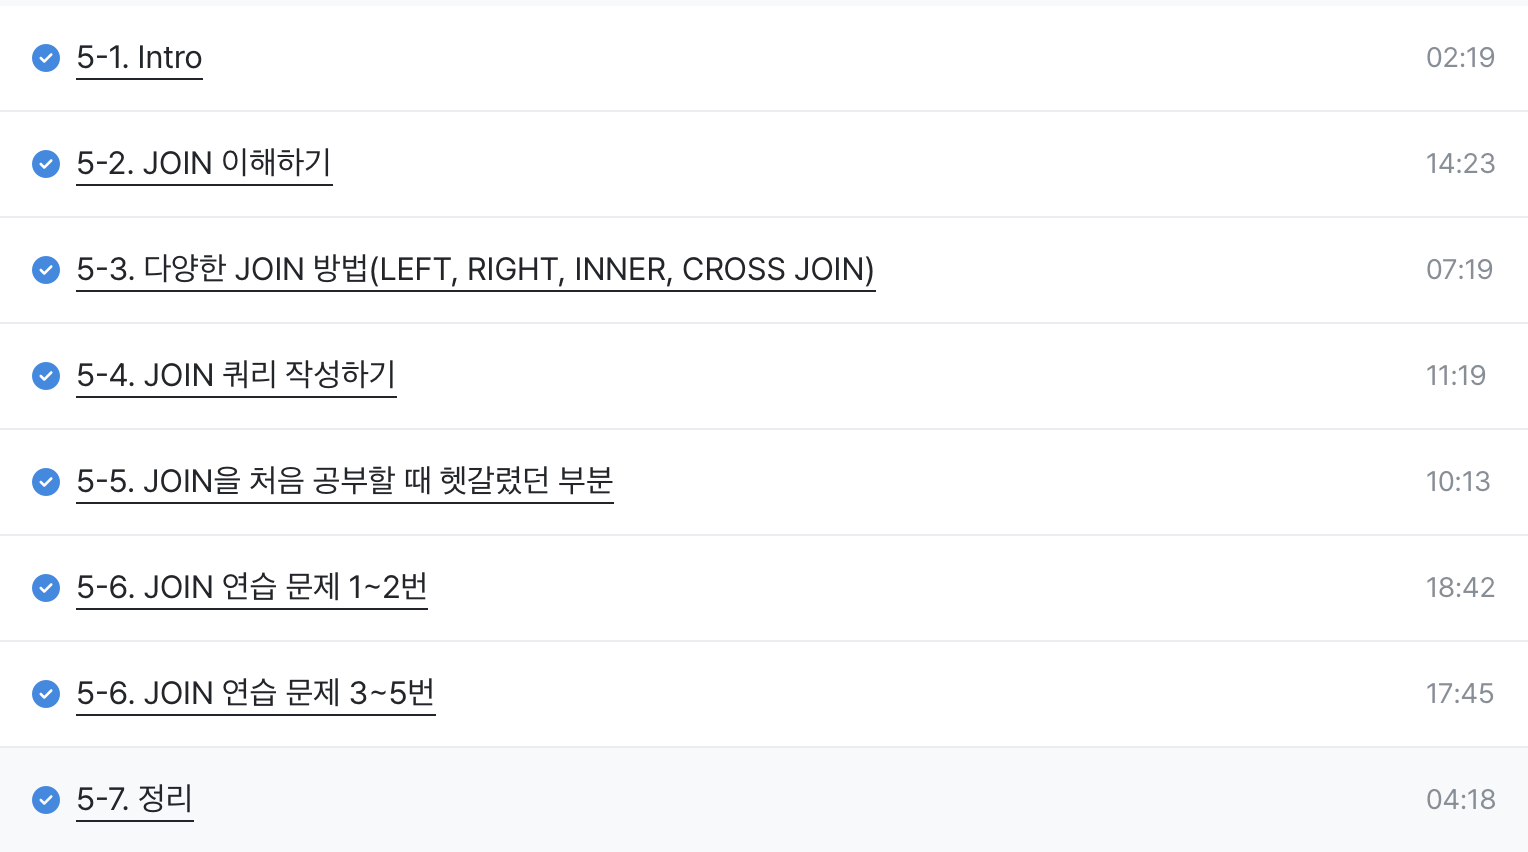 5-1. Intro 02:19
5-2. JOIN 이해하기 14:23
5-3. 다양한 JOIN 방법(LEFT, RIGHT, INNER, CROSS JOIN) 07:19
5-4. JOIN 쿼리 작성하기 11:19
5-5. JOIN을 처음 공부할 때 헷갈렸던 부분 10:13
5-6. JOIN 연습 문제 1~2번 18:42
5-6. JOIN 연습 문제 3~5번 17:45
5-7. 정리 04:18